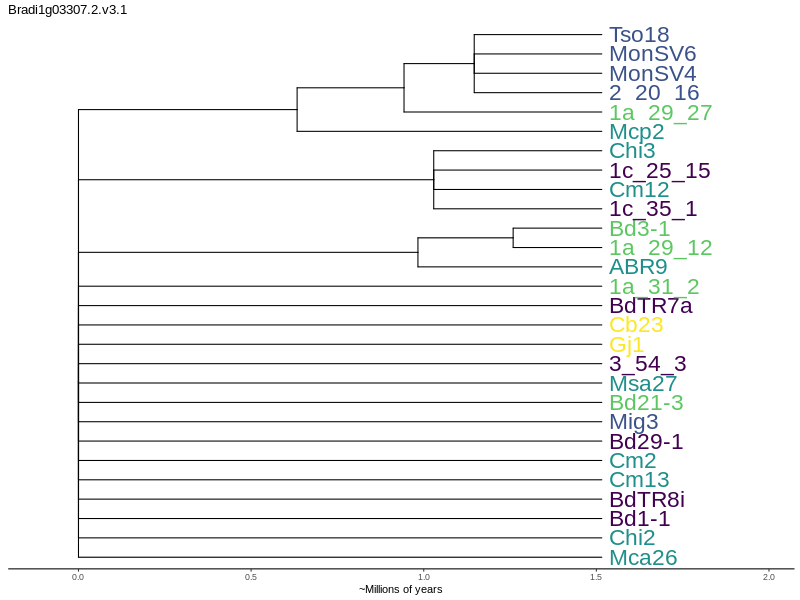 Bradi1g03307.2.v3.1
Tso18
MonSV6
MonSV4
2_20_16
1a_29_27
Mcp2
Chi3
1c_25_15
Cm12
1c_35_1
Bd3-1
1a_29_12
ABR9
1a_31_2
BdTR7a
Cb23
Gj1
3_54_3
Msa27
Bd21-3
Mig3
Bd29-1
Cm2
Cm13
BdTR8i
Bd1-1
Chi2
Mca26
0.0 0.5 1.0 1.5 2.0
~Millions of years